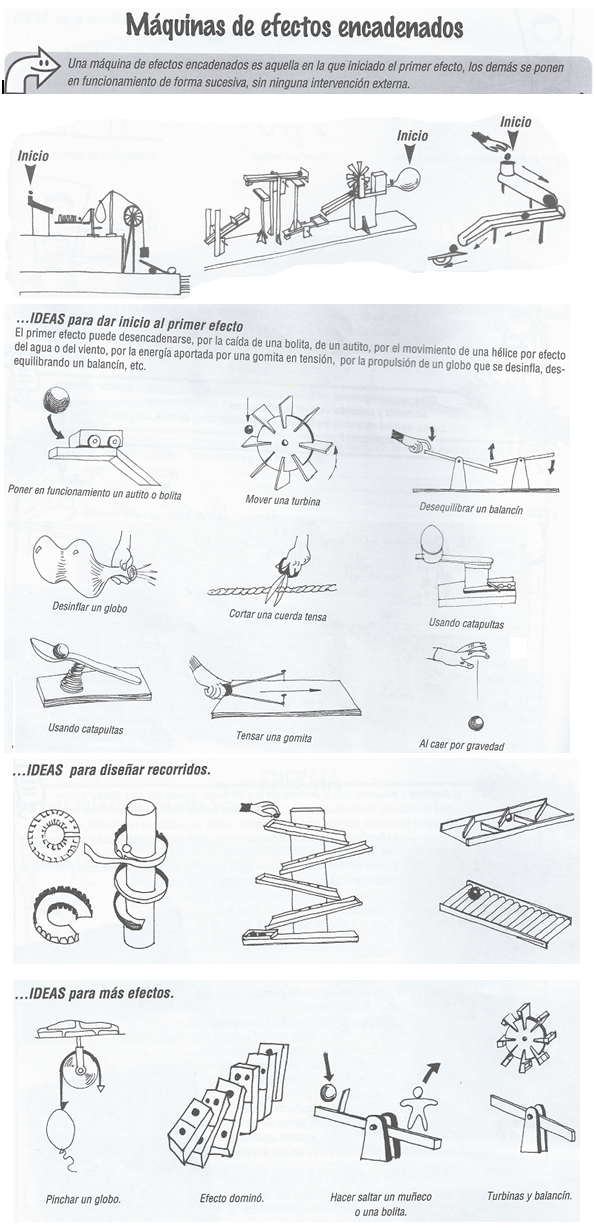 Máquinas de efectos encadenados
Una máquina de efectos encadenados es aquella en la que iniciado el primer efecto, los demás se ponen
en funcionamiento de forma sucesiva, sin ninguna intervención externa.
Inicio
Inicio
Inicio
...IDEAS para dar inicio al primer efecto
El primer efecto puede desencadenarse, por la caída de una bolita, de un autito, por el movimiento de una hélice por efecto
del agua o del viento, por la energía aportada por una gomita en tensión, por la propulsión de un globo que se desinfla, des-
equilibrando un balancín, etc.
Poner en funcionamiento un autito o bolita
Mover una turbina
Desequilibrar un balancín
Desinflar un globo
Cortar una cuerda tensa
Usando catapultas
Usando catapultas
Tensar una gomita
Al caer por gravedad
...IDEAS para diseñar recorridos.
...IDEAS para más efectos.
Pinchar un globo.
Efecto dominó.
Hacer saltar un muñeco
o una bolita.
Turbinas y balancín.